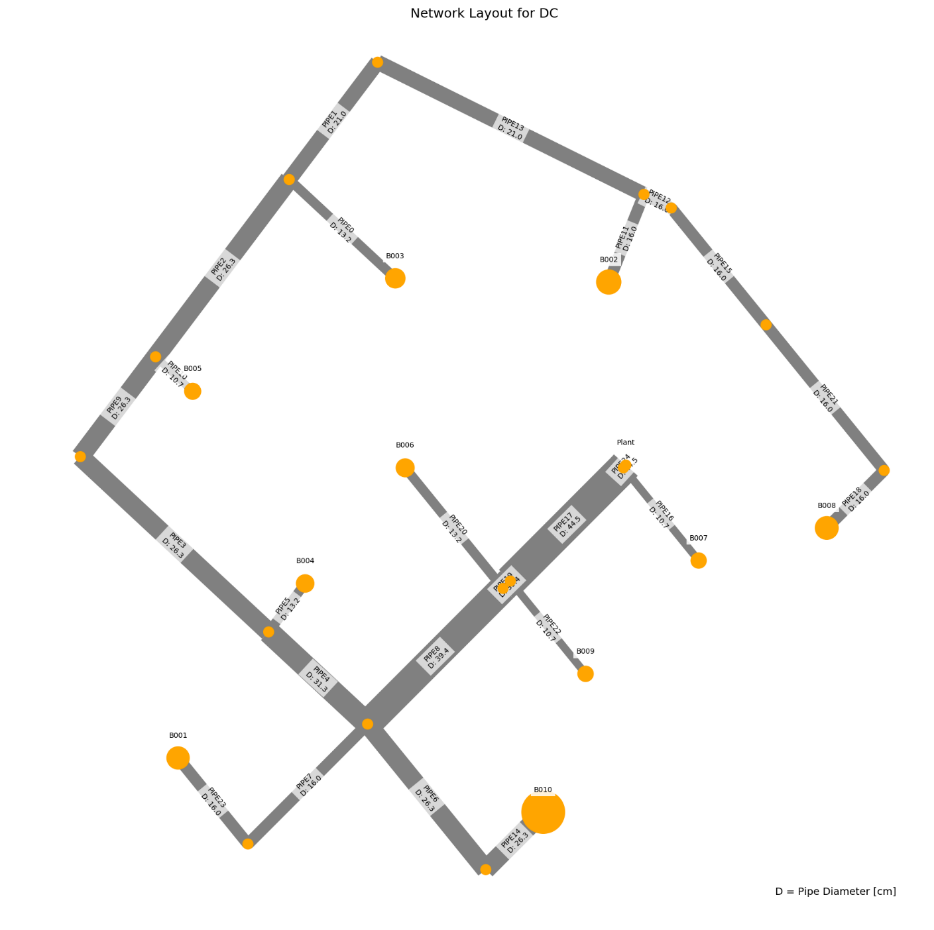 Network Layout for DC
PIPE1
D: 21.0
PIPE13
D: 21.0
PIPE12
D: 16.0
PIPE0
D: 13.2
PIPE11
D: 16.0
B003
B002
PIPE2
D: 26.3
PIPE15
D: 16.0
B005
D: 10.7
PIPE9
D: 26.3
PIPE21
D: 16.0
B006
Plant
PIPE18
D: 16.0
B008
PIPE20
D: 13.2
PIPE17
D: 44.5
PIPE16
D: 10.7
B007
PIPE3
D: 26.3
B004
PIPE5
D: 13.2
PIPE22
D: 10.7
B009
PIPE8
D: 39.4
PIPE4
D: 31.3
B001
PIPE23
D: 16.0
PIPE7
D: 16.0
PIPE6
D: 26.3
B010
PIPE14
D: 26.3
D = Pipe Diameter [cm]